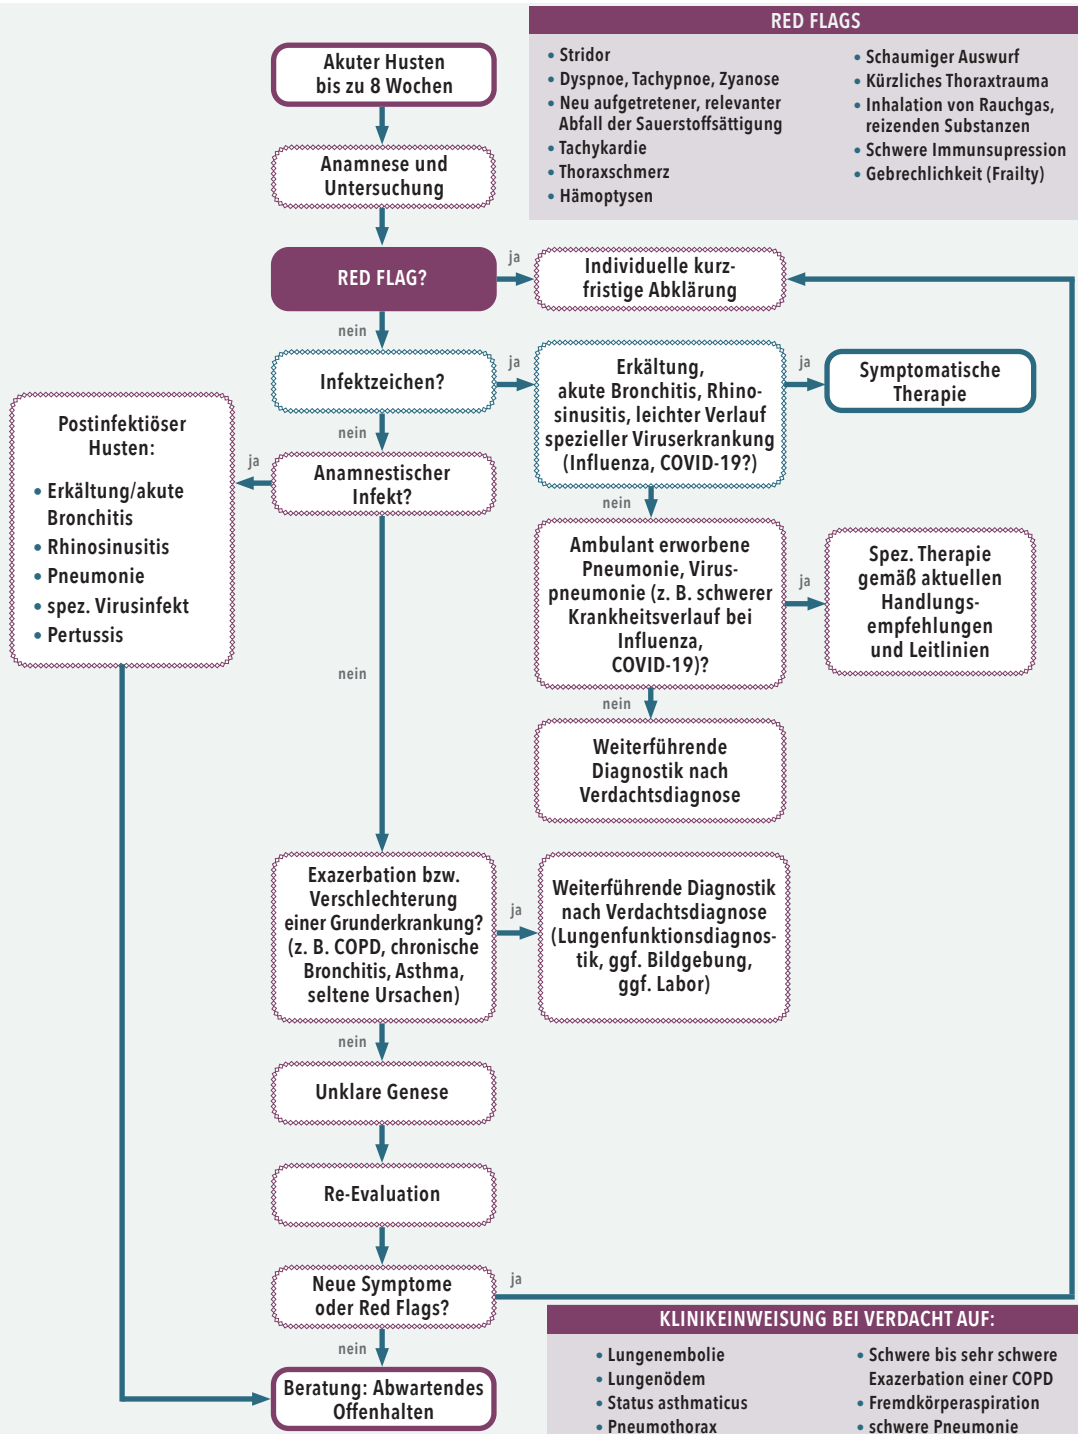 RED FLAGS
• Stridor
• Dyspnoe, Tachypnoe, Zyanose
• Neu aufgetretener, relevanter
Abfall der Sauerstoffsättigung
• Tachykardie
• Thoraxschmerz
• Hämoptysen
• Schaumiger Auswurf
• Kürzliches Thoraxtrauma
• Inhalation von Rauchgas,
reizenden Substanzen
• Schwere Immunsupression
• Gebrechlichkeit (Frailty)
Akuter Husten
bis zu 8 Wochen
Anamnese und
Untersuchung
RED FLAG?
ja
Individuelle kurz-
fristige Abklärung
nein
Infektzeichen?
ja
Erkältung,
akute Bronchitis, Rhino-
sinusitis, leichter Verlauf
spezieller Viruserkrankung
(Influenza, COVID-19?)
ja
Symptomatische
Therapie
nein
Anamnestischer
Infekt?
ja
Postinfektiöser
Husten:
• Erkältung/akute
Bronchitis
• Rhinosinusitis
• Pneumonie
• spez. Virusinfekt
• Pertussis
nein
Ambulant erworbene
Pneumonie, Virus-
pneumonie (z. B. schwerer
Krankheitsverlauf bei
Influenza,
COVID-19)?
ja
Spez. Therapie
gemäß aktuellen
Handlungs-
empfehlungen
und Leitlinien
nein
Weiterführende
Diagnostik nach
Verdachtsdiagnose
nein
Exazerbation bzw.
Verschlechterung
einer Grunderkrankung?
(z. B. COPD, chronische
Bronchitis, Asthma,
seltene Ursachen)
ja
Weiterführende Diagnostik
nach Verdachtsdiagnose
(Lungenfunktionsdiagnos-
tik, ggf. Bildgebung,
ggf. Labor)
nein
Unklare Genese
Re-Evaluation
Neue Symptome
oder Red Flags?
ja
nein
Beratung: Abwartendes
Offenhalten
KLINIKEINWEISUNG BEI VERDACHT AUF:
• Lungenembolie
• Lungenödem
• Status asthmaticus
• Pneumothorax
• Schwere bis sehr schwere
Exazerbation einer COPD
• Fremdkörperaspiration
• schwere Pneumonie